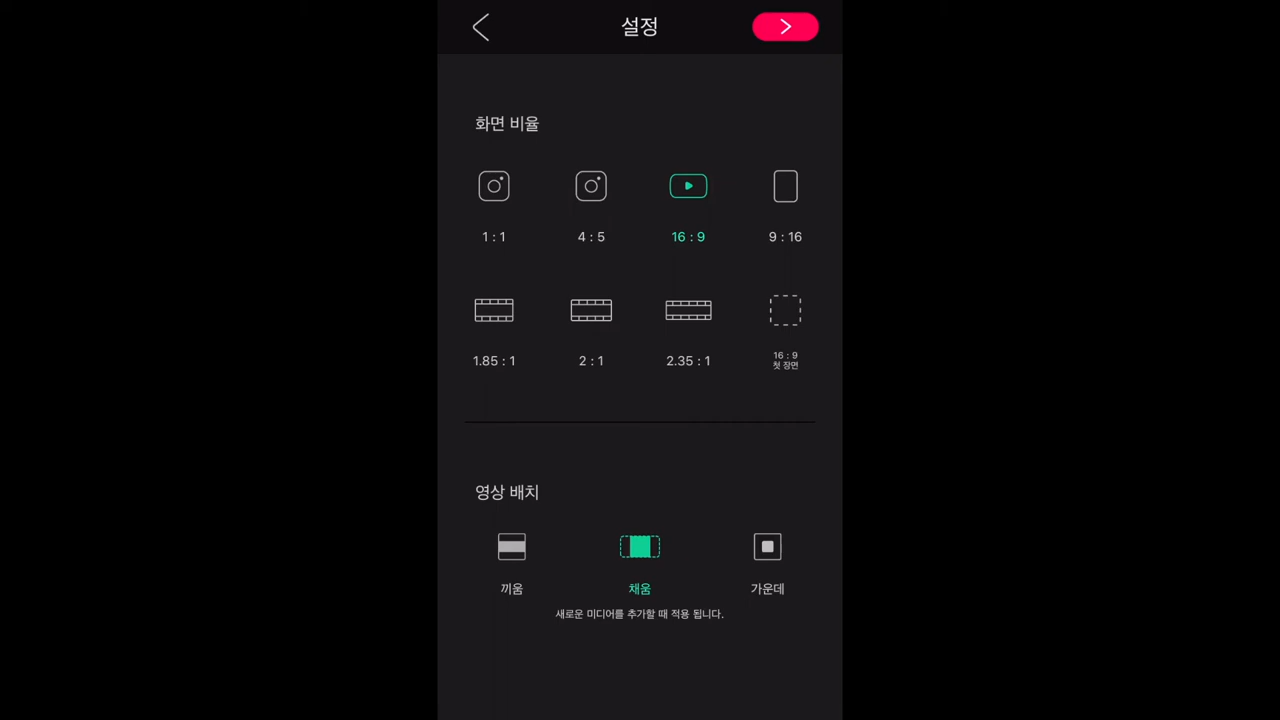 설정
화면 비율
1 : 1
4 : 5
16 : 9
9 : 16
1.85 : 1
2 : 1
2.35 : 1
16 : 9
첫 장면
영상 배치
끼움
채움
가운데
새로운 미디어를 추가할 때 적용 됩니다.